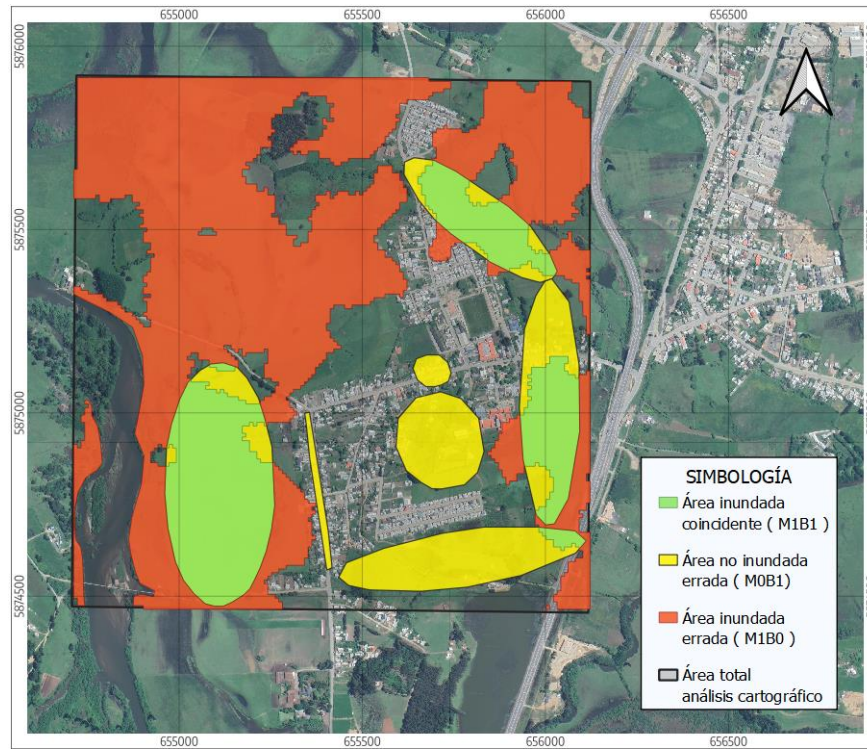 655000 655500 656000 656500
5876000
5875500
5875000
5874500
SIMBOLOGÍA
Área inundada
coincidente ( M1B1 )
Área no inundada
errada ( M0B1)
Área inundada
errada ( M1B0 )
Área total
análisis cartográfico
655000 655500 656000 656500